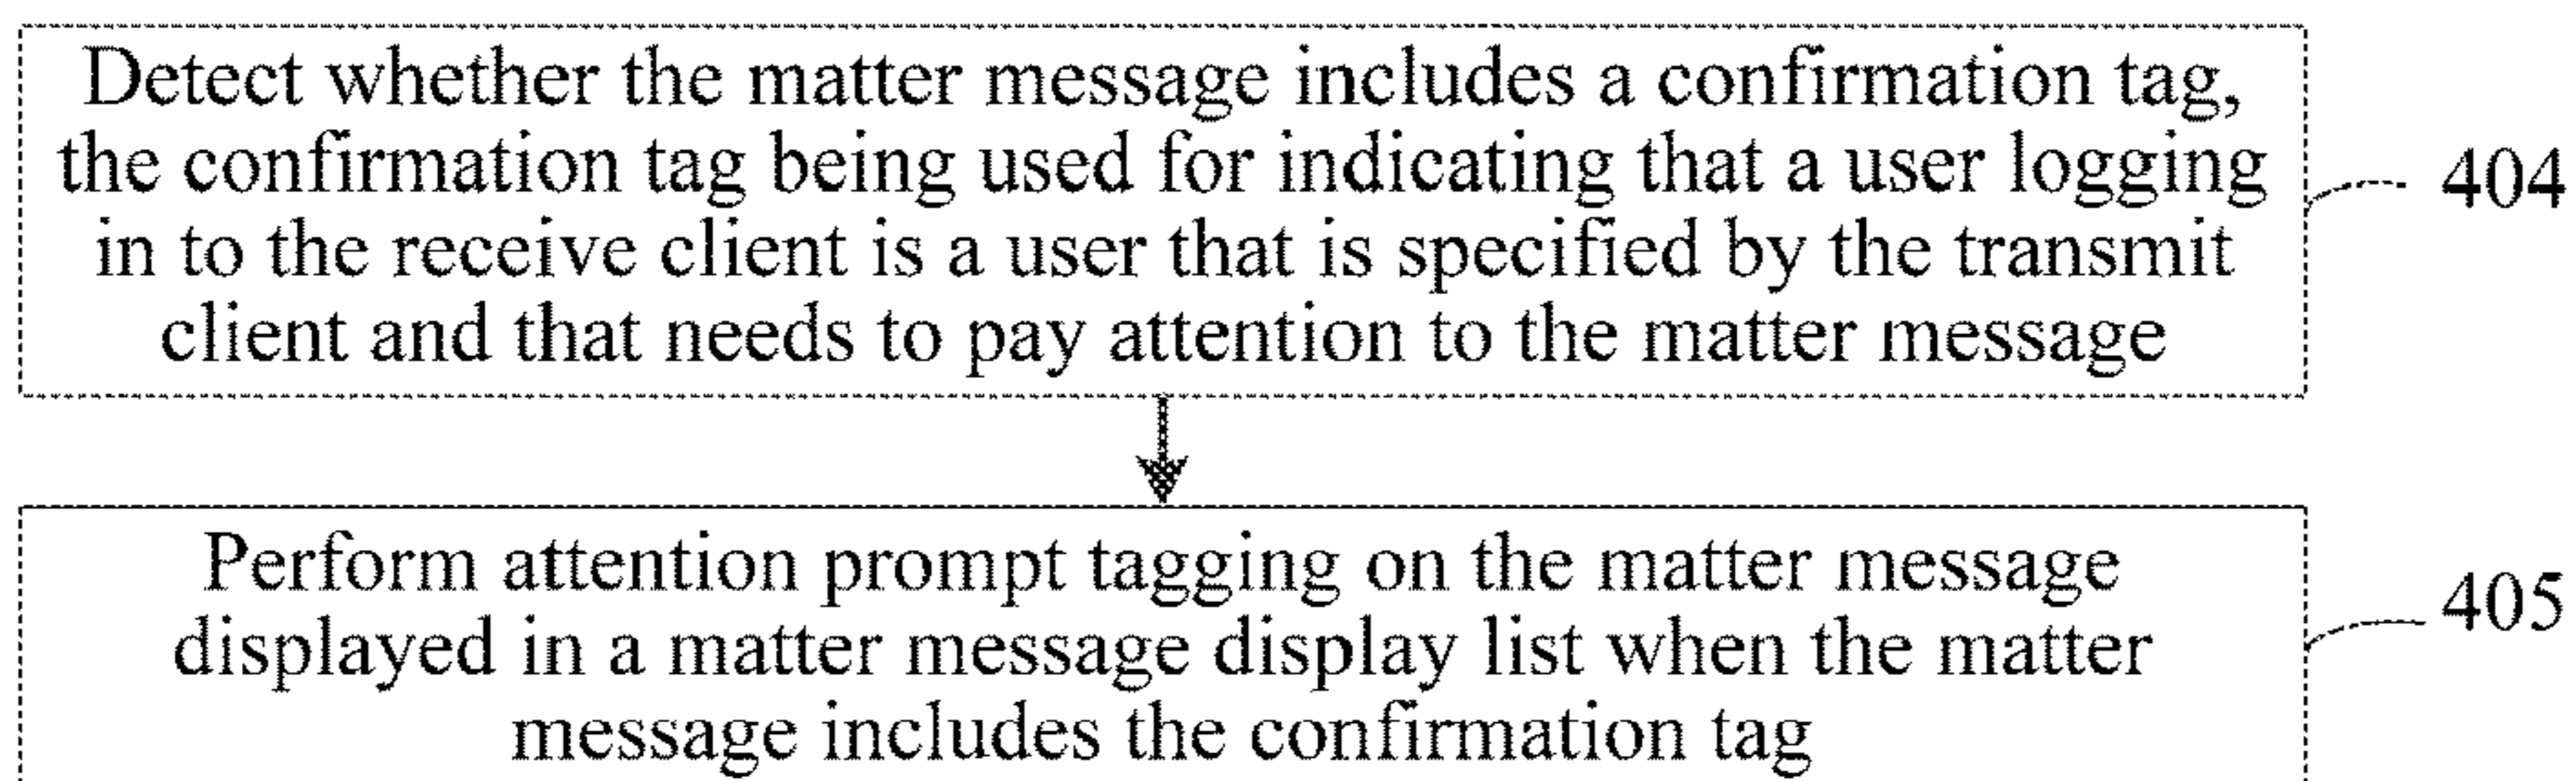 Detect whether the matter message includes a confirmation tag,
the confirmation tag being used for indicating that a user logging
in to the receive client is a user that is specified by the transmit
client and that needs to pay attention to the matter message
404
Perform attention prompt tagging on the matter message
displayed in a matter message display list when the matter
message includes the confirmation tag
405